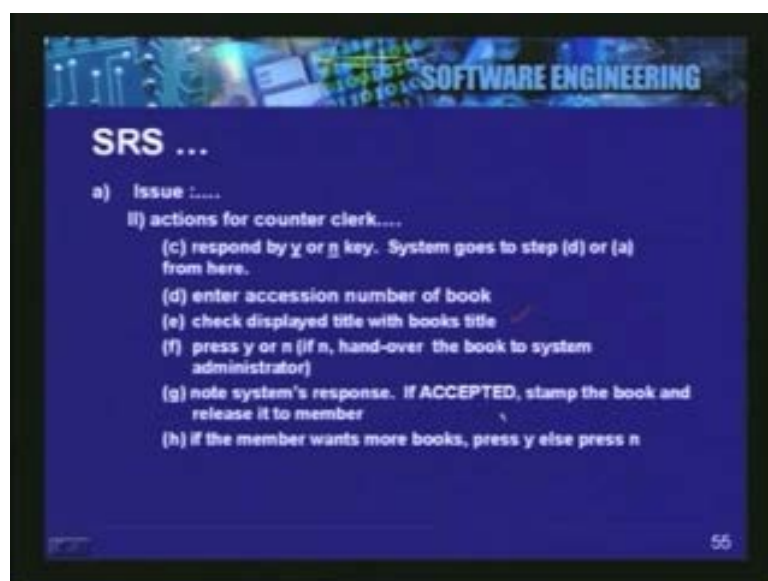 SOFTWARE ENGINEERING
SRS ...
a) Issue :....
II) actions for counter clerk....
(c) respond by y or n key. System goes to step (d) or (a)
from here.
(d) enter accession number of book
(e) check displayed title with books title
(f) press y or n (if n, hand-over the book to system
administrator)
(g) note system's response. If ACCEPTED, stamp the book and
release it to member
(h) if the member wants more books, press y else press n
55